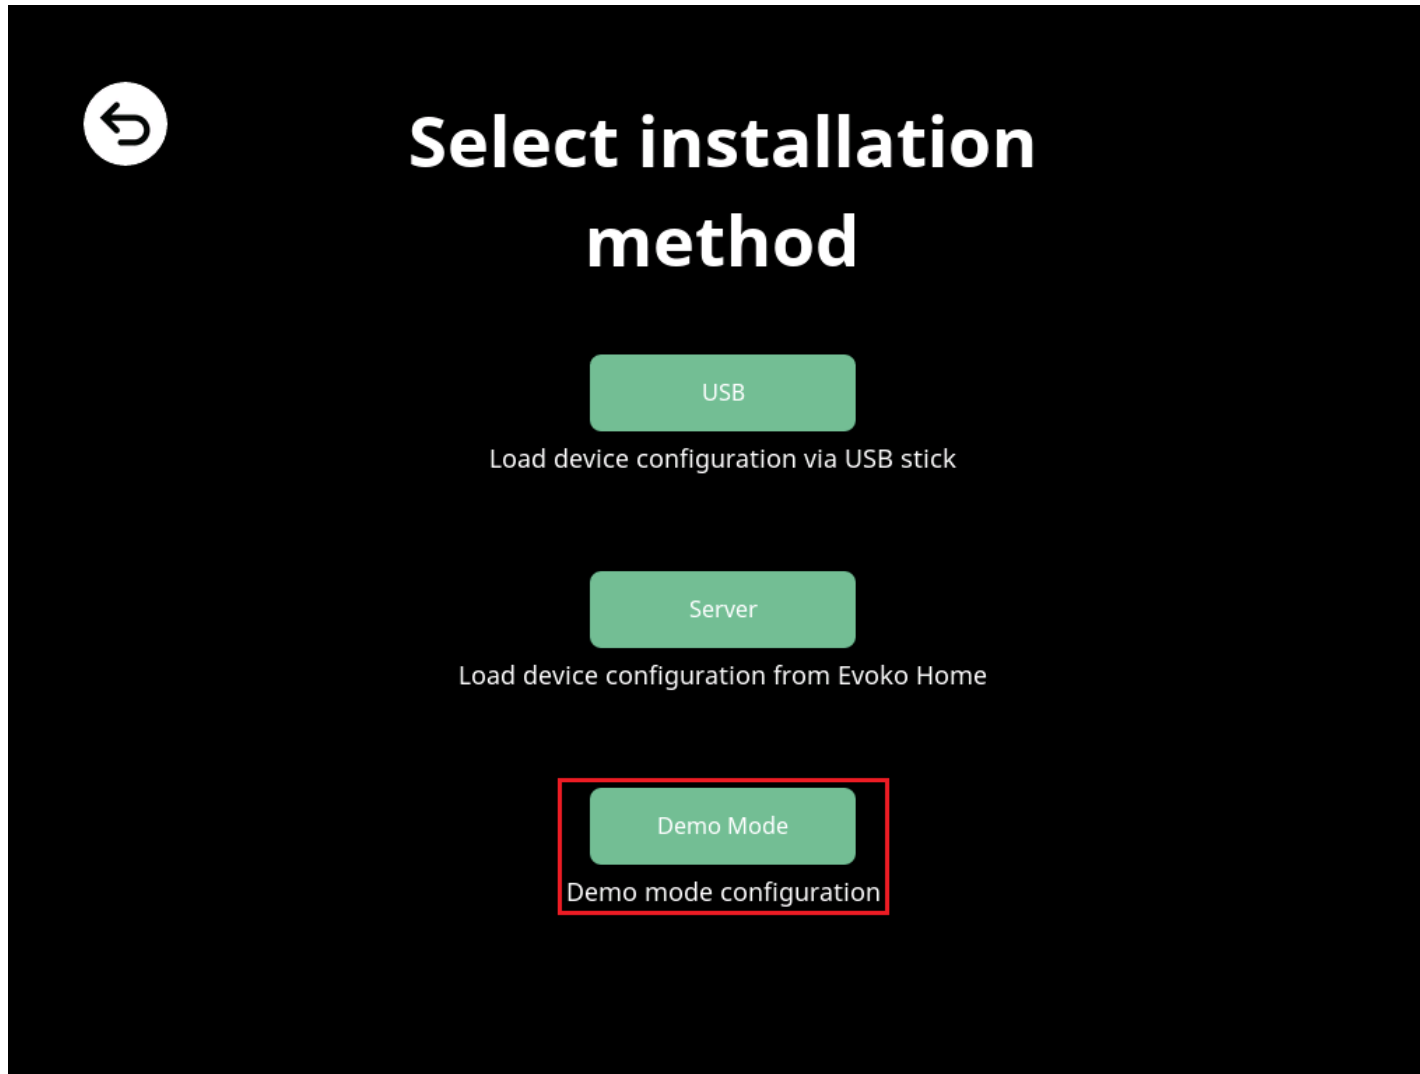 Select installation
method
USB
Load device configuration via USB stick
Server
Load device configuration from Evoko Home
Demo Mode
Demo mode configuration